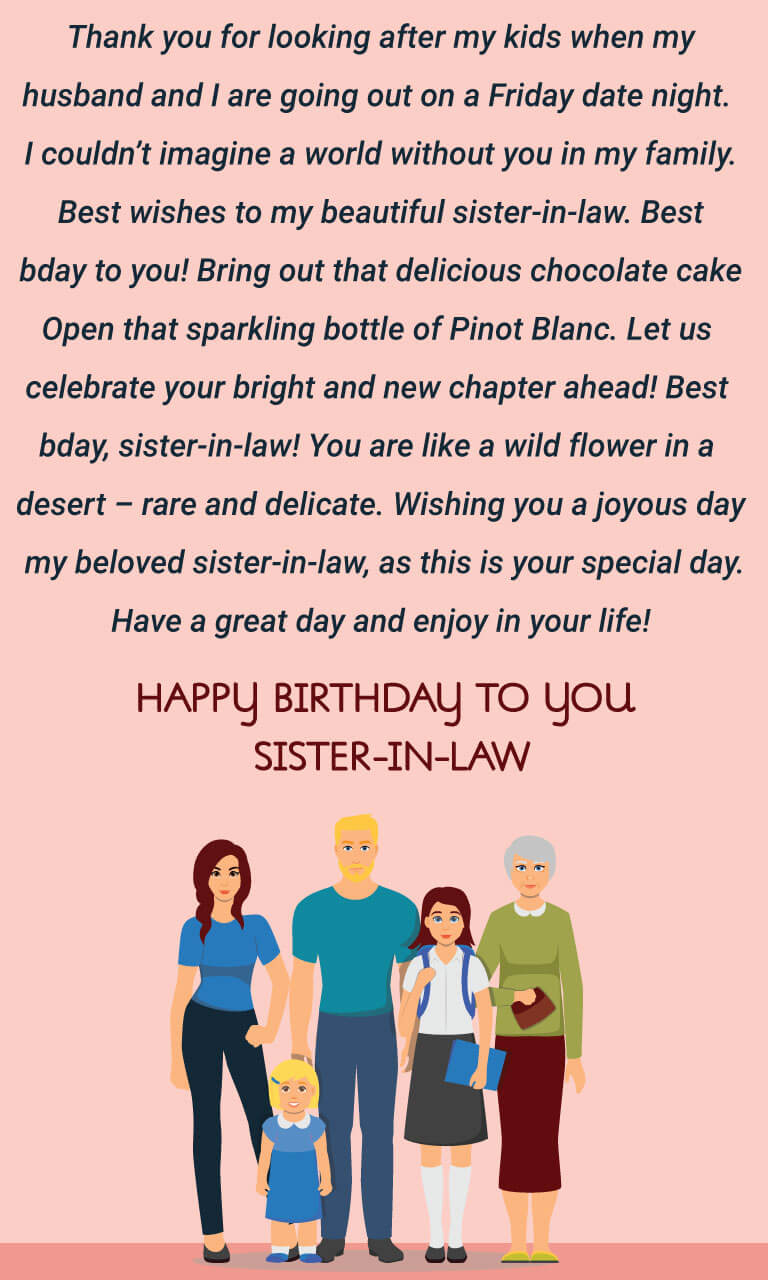 Thank you for looking after my kids when my
husband and I are going out on a Friday date night.
I couldn’t imagine a world without you in my family.
Best wishes to my beautiful sister-in-law. Best
bday to you! Bring out that delicious chocolate cake
Open that sparkling bottle of Pinot Blanc. Let us
celebrate your bright and new chapter ahead! Best
bday, sister-in-law! You are like a wild flower in a
desert – rare and delicate. Wishing you a joyous day
my beloved sister-in-law, as this is your special day.
Have a great day and enjoy in your life!
HAPPY BIRTHDAY TO YOU
SISTER-IN-LAW